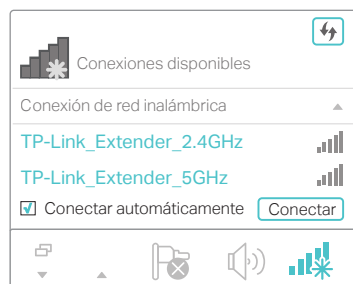 Conexiones disponibles
Conexión de red inalámbrica
TP-Link_Extender_2.4GHz
TP-Link_Extender_5GHz
Conectar automáticamente Conectar